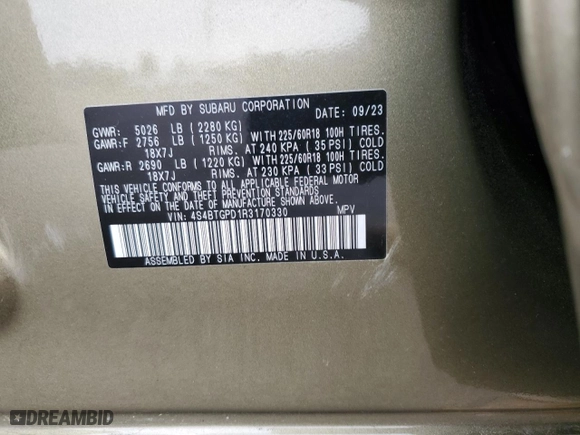 MFD BY SUBARU CORPORATION
DATE: 09/23
GVWR: 5026 LB (2280 KG)
GAWR:F 2756 LB (1250 KG) WITH 225/60R18 100H TIRES.
18X7J RIMS. AT 240 KPA (35 PSI) COLD
GAWR:R 2690 LB (1220 KG) WITH 225/60R18 100H TIRES.
18X7J RIMS. AT 230 KPA (33 PSI) COLD
THIS VEHICLE CONFORMS TO ALL APPLICABLE FEDERAL MOTOR
VEHICLE SAFETY AND THEFT PREVENTION STANDARDS IN
EFFECT ON THE DATE OF MANUFACTURE SHOWN ABOVE.
VIN: 4S4BTGPD1R3170330 MPV
ASSEMBLED BY SIA INC. MADE IN U.S.A.
DREAMBID